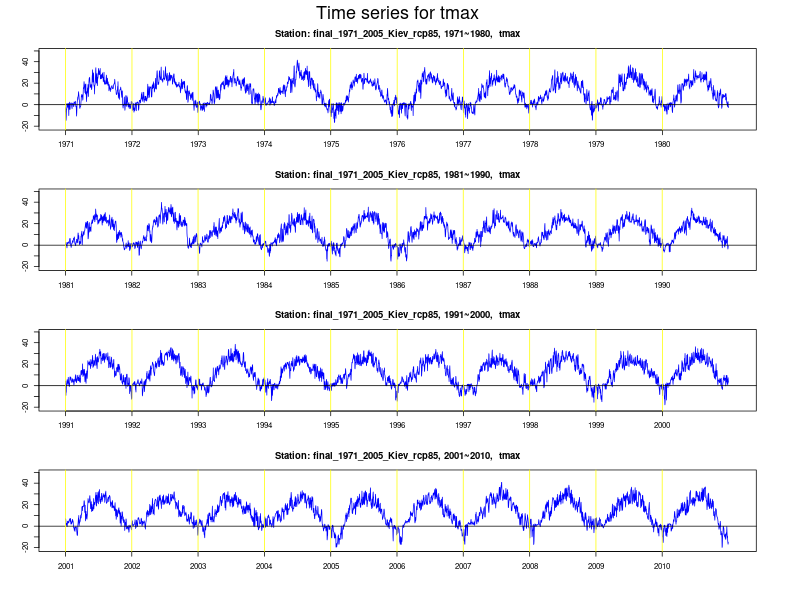 Time series for tmax
Station: final_1971_2005_Kiev_rcp85, 1971~1980, tmax
-20 0 20 40
1971 1972 1973 1974 1975 1976 1977 1978 1979 1980
Station: final_1971_2005_Kiev_rcp85, 1981~1990, tmax
-20 0 20 40
1981 1982 1983 1984 1985 1986 1987 1988 1989 1990
Station: final_1971_2005_Kiev_rcp85, 1991~2000, tmax
-20 0 20 40
1991 1992 1993 1994 1995 1996 1997 1998 1999 2000
Station: final_1971_2005_Kiev_rcp85, 2001~2010, tmax
-20 0 20 40
2001 2002 2003 2004 2005 2006 2007 2008 2009 2010